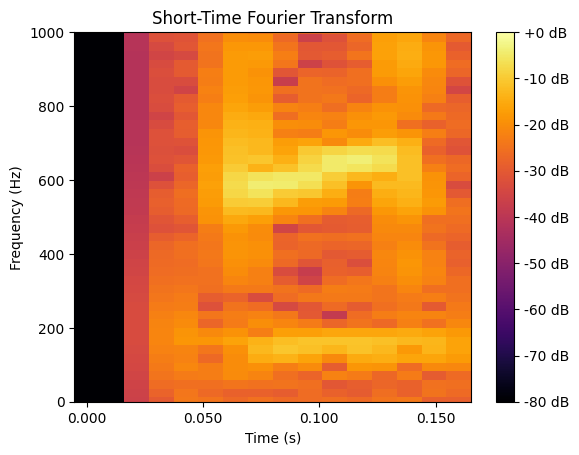 Short-Time Fourier Transform
1000
800
600
400
200
0
Frequency (Hz)
0.000
0.050
0.100
0.150
Time (s)
+0 dB
-10 dB
-20 dB
-30 dB
-40 dB
-50 dB
-60 dB
-70 dB
-80 dB